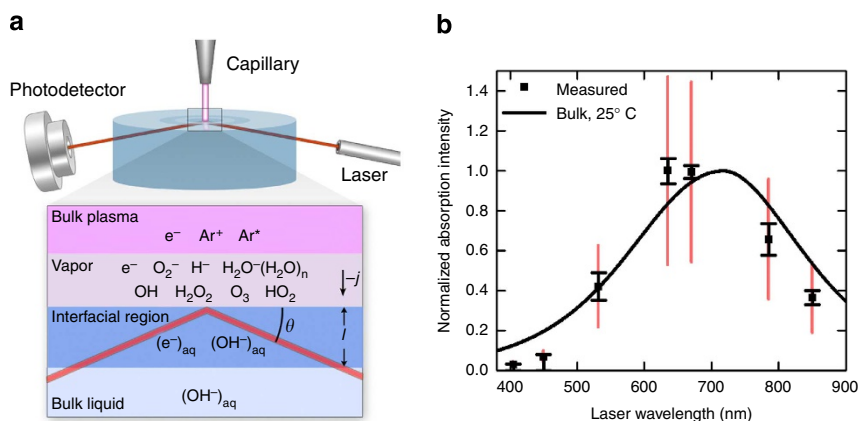 a
Capillary
Photodetector
Laser
Bulk plasma
e⁻ Ar⁺ Ar*
Vapor e⁻ O₂⁻ H⁻ H₂O⁻(H₂O)ₙ
–j
OH H₂O₂ O₃ HO₂
Interfacial region
θ
l
(e⁻)aq (OH⁻)aq
Bulk liquid
(OH⁻)aq
b
Normalized absorption intensity
1.4
1.2
1.0
0.8
0.6
0.4
0.2
0.0
Measured
Bulk, 25° C
400 500 600 700 800 900
Laser wavelength (nm)